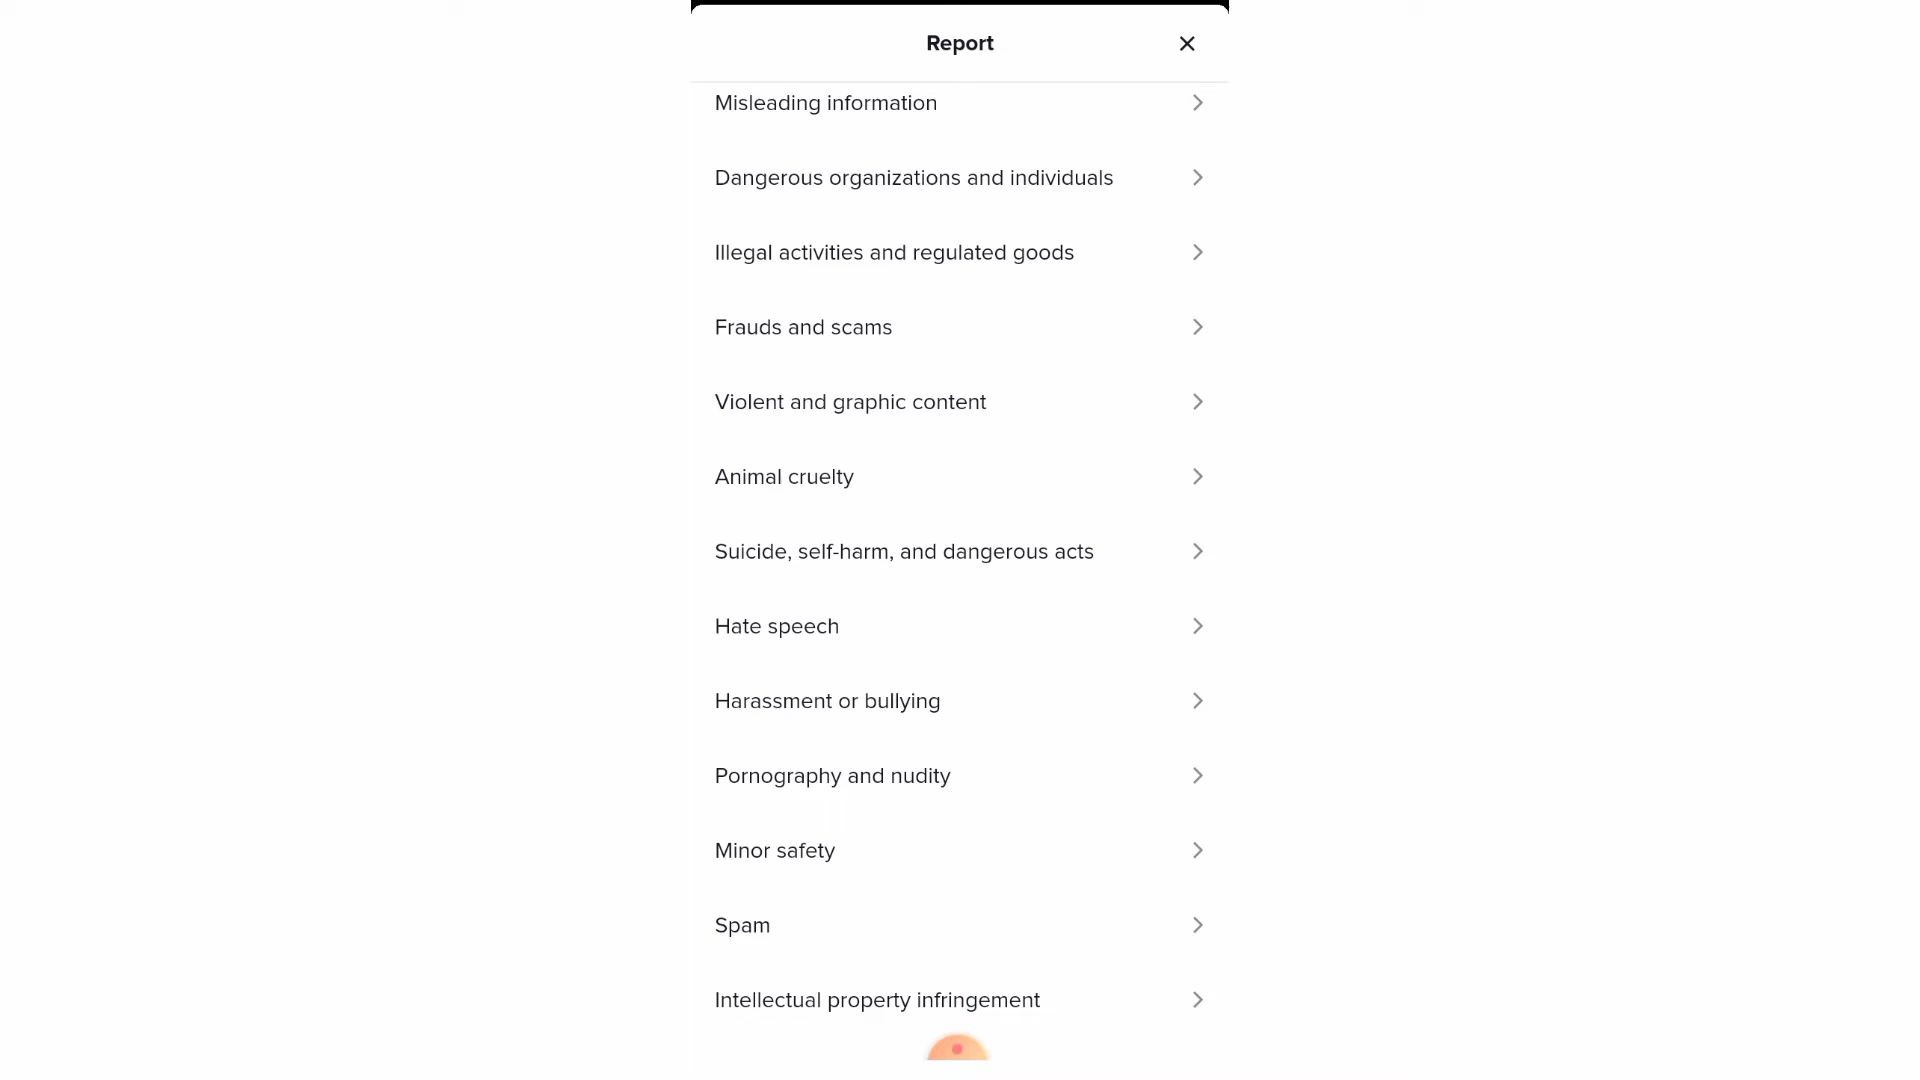 Report
Misleading information
Dangerous organizations and individuals
Illegal activities and regulated goods
Frauds and scams
Violent and graphic content
Animal cruelty
Suicide, self-harm, and dangerous acts
Hate speech
Harassment or bullying
Pornography and nudity
Minor safety
Spam
Intellectual property infringement